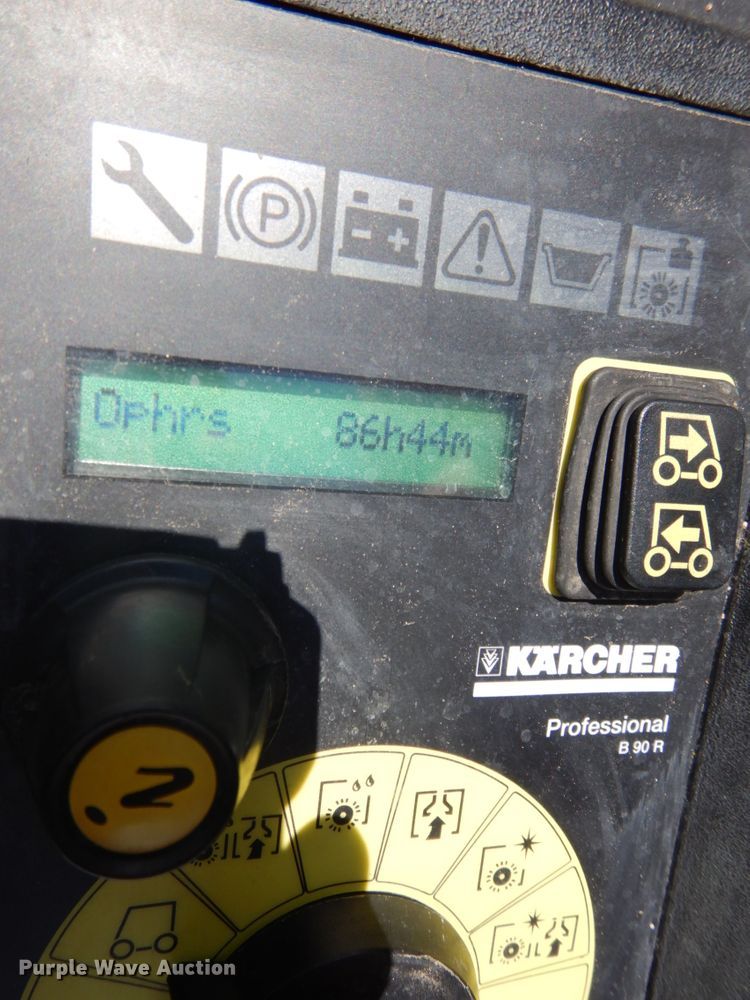 P
Ophrs 86h44m
KÄRCHER
Professional
B 90 R
Purple Wave Auction